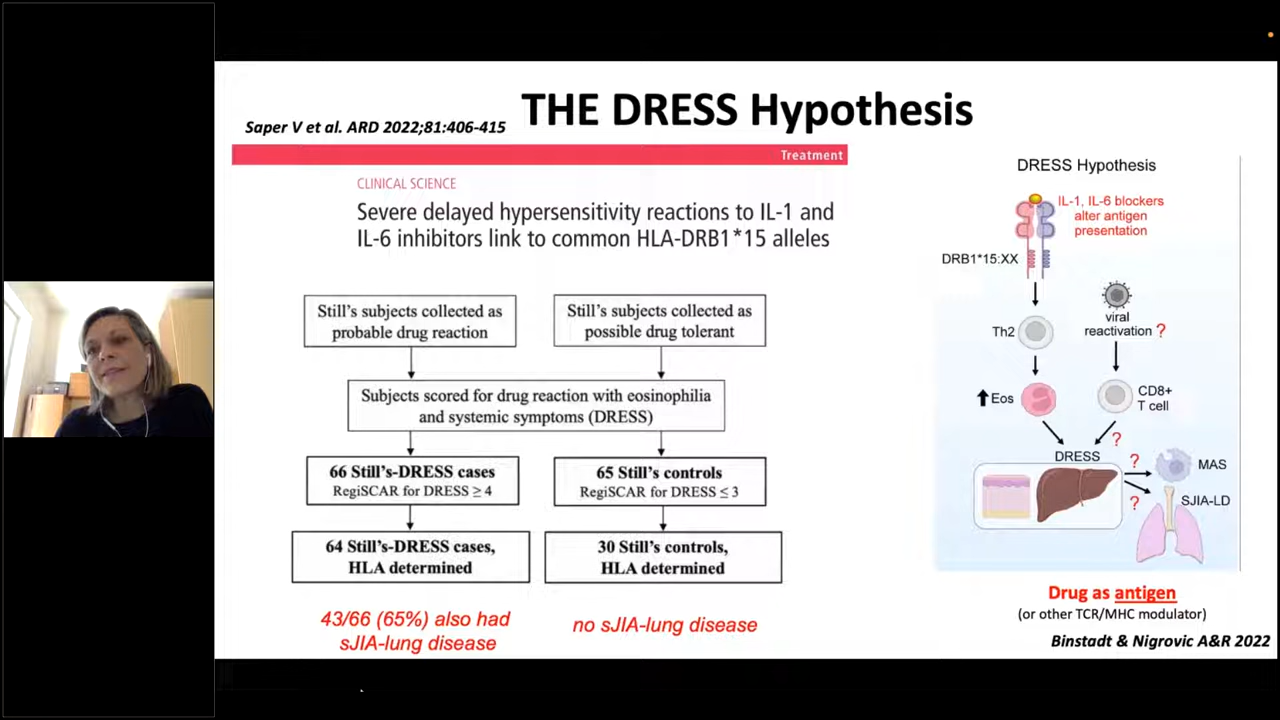 THE DRESS Hypothesis
Saper V et al. ARD 2022;81:406-415
Treatment
CLINICAL SCIENCE
Severe delayed hypersensitivity reactions to IL-1 and
IL-6 inhibitors link to common HLA-DRB1*15 alleles
Still's subjects collected as
probable drug reaction
Still's subjects collected as
possible drug tolerant
Subjects scored for drug reaction with eosinophilia
and systemic symptoms (DRESS)
66 Still's-DRESS cases
RegiSCAR for DRESS ≥ 4
65 Still's controls
RegiSCAR for DRESS ≤ 3
64 Still's-DRESS cases,
HLA determined
30 Still's controls,
HLA determined
43/66 (65%) also had
sJIA-lung disease
no sJIA-lung disease
DRESS Hypothesis
IL-1, IL-6 blockers
alter antigen
presentation
DRB1*15:XX
Th2
viral
reactivation ?
Eos
CD8+
T cell
?
DRESS
?
MAS
?
SJIA-LD
Drug as antigen
(or other TCR/MHC modulator)
Binstadt & Nigrovic A&R 2022